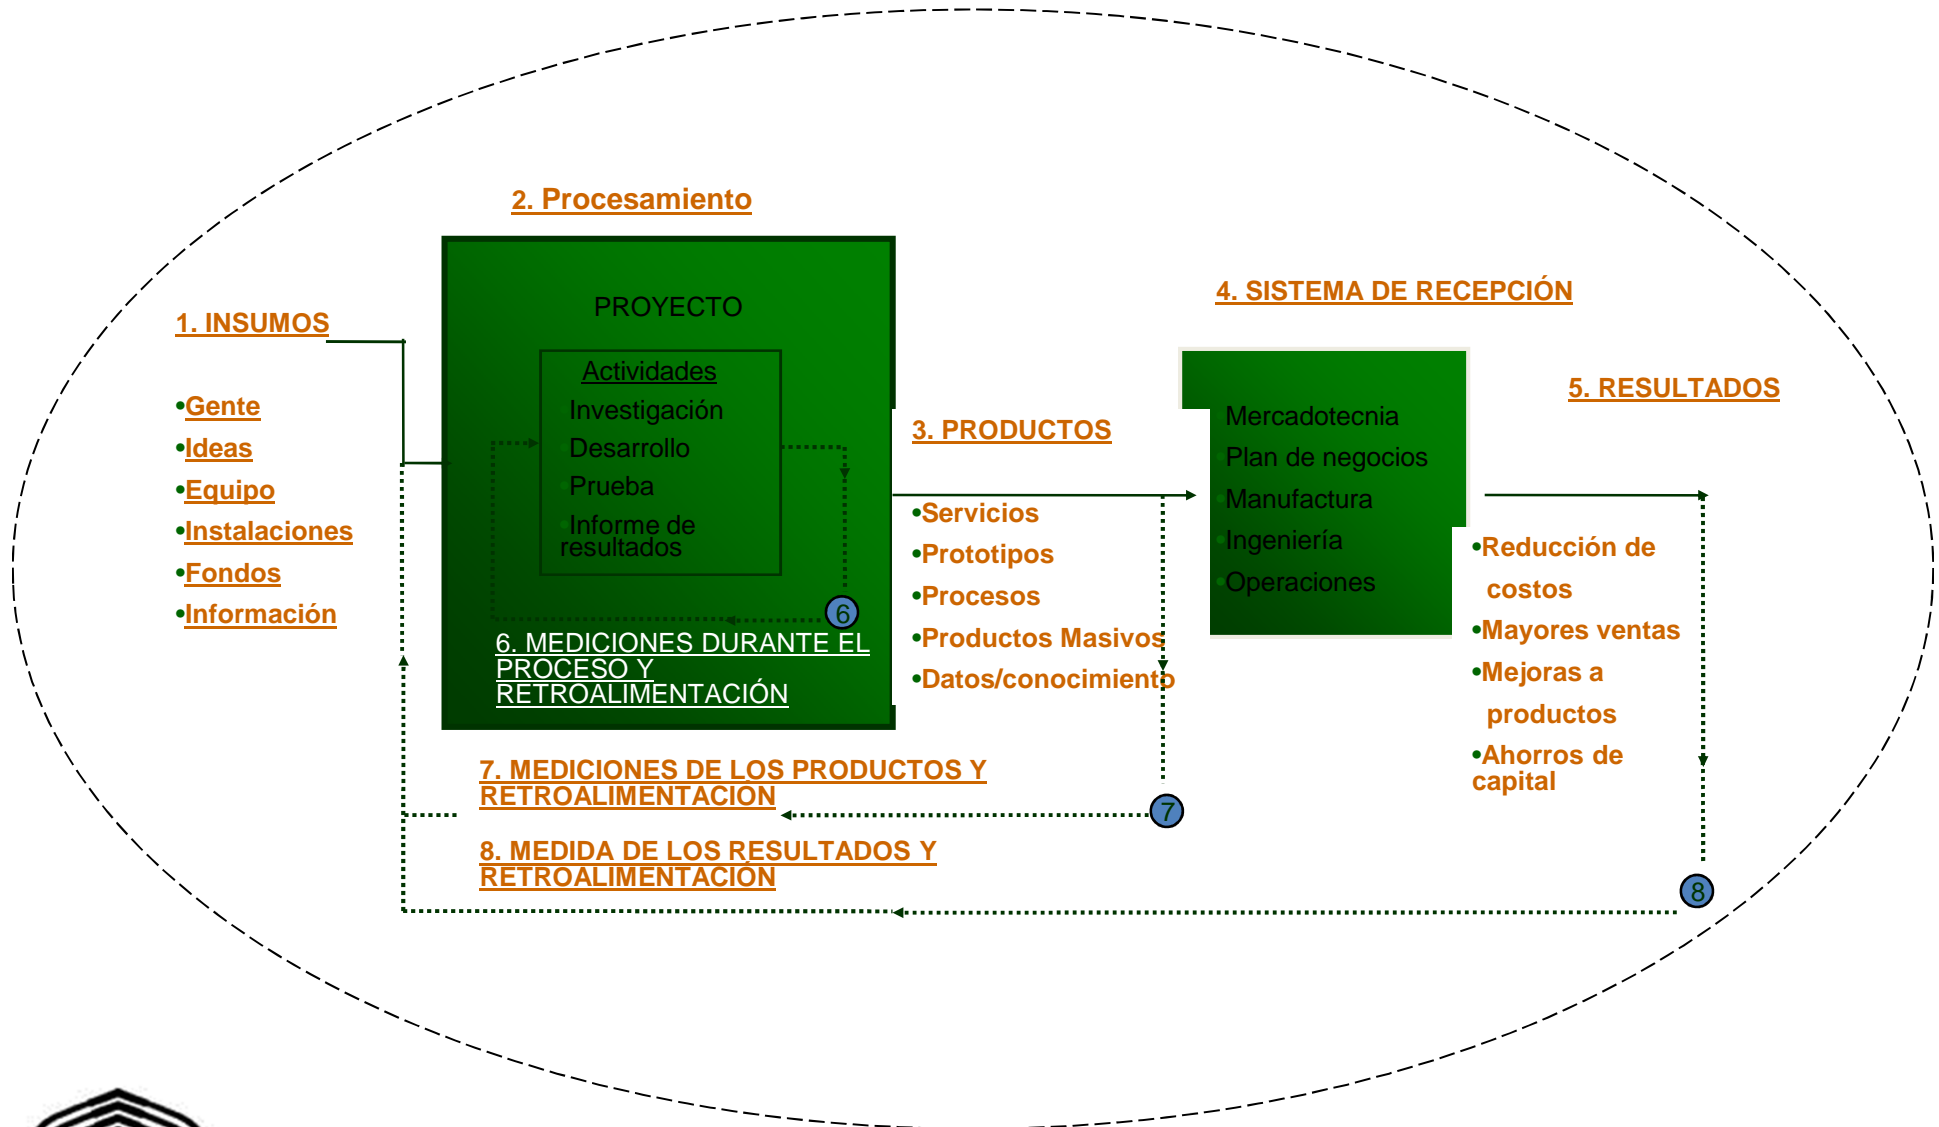 2. Procesamiento
1. INSUMOS
•Gente
•Ideas
•Equipo
•Instalaciones
•Fondos
•Información
PROYECTO
Actividades
Investigación
•Desarrollo
•Prueba
•Informe de
resultados
6
6. MEDICIONES DURANTE EL
PROCESO Y
RETROALIMENTACIÓN
3. PRODUCTOS
•Servicios
•Prototipos
•Procesos
•Productos Masivos
•Datos/conocimiento
4. SISTEMA DE RECEPCIÓN
Mercadotecnia
•Plan de negocios
•Manufactura
•Ingeniería
•Operaciones
5. RESULTADOS
•Reducción de
costos
•Mayores ventas
•Mejoras a
productos
•Ahorros de
capital
7. MEDICIONES DE LOS PRODUCTOS Y
RETROALIMENTACIÓN
7
8. MEDIDA DE LOS RESULTADOS Y
RETROALIMENTACIÓN
8